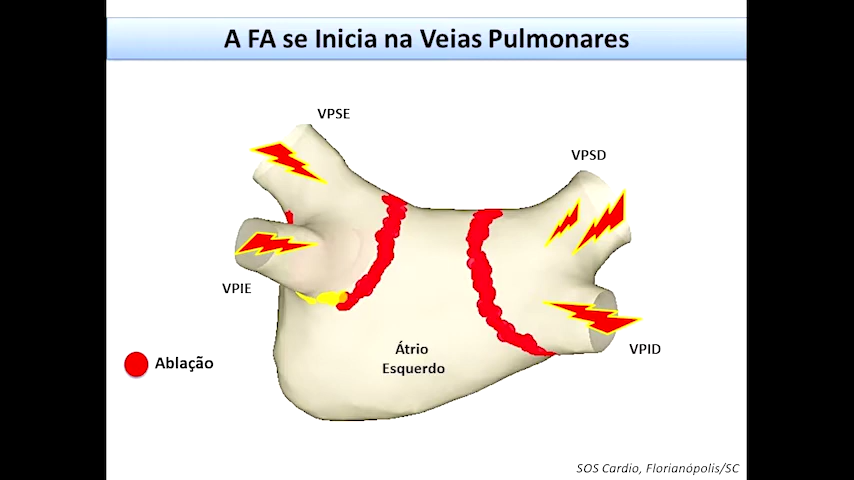 A FA se Inicia na Veias Pulmonares
VPSE
VPSD
VPIE
VPID
Átrio
Esquerdo
Ablação
SOS Cardio, Florianópolis/SC